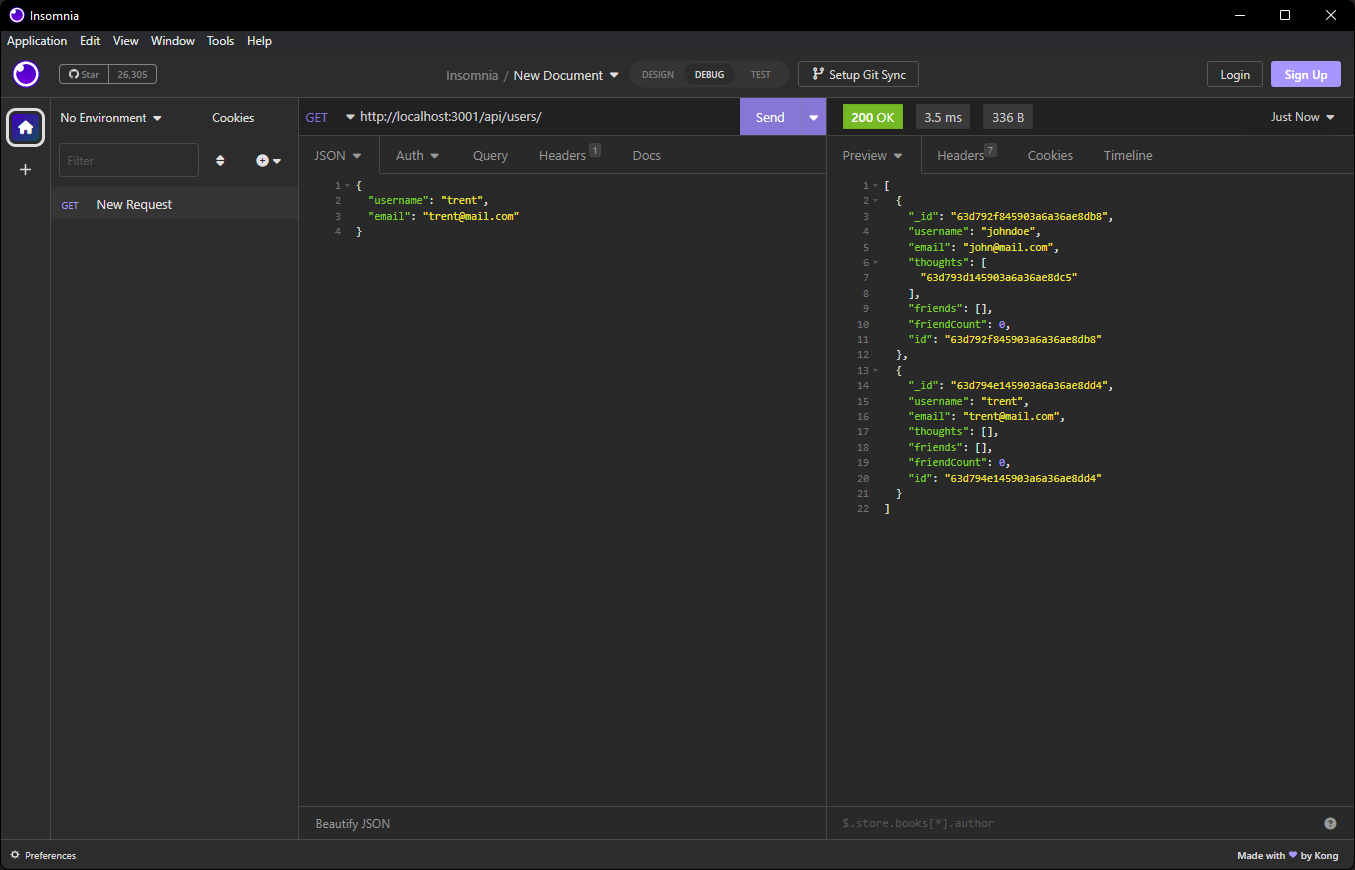 Insomnia
Application Edit View Window Tools Help
Star 26,305
Insomnia / New Document
DESIGN DEBUG TEST
Setup Git Sync
Login
Sign Up
No Environment
Cookies
Filter
GET New Request
GET http://localhost:3001/api/users/
Send
JSON Auth Query Headers 1 Docs
1 {
2 "username": "trent",
3 "email": "trent@mail.com"
4 }
Beautify JSON
200 OK 3.5 ms 336 B Just Now
Preview Headers 7 Cookies Timeline
1 [
2 {
3 "_id": "63d792f845903a6a36ae8db8",
4 "username": "johndoe",
5 "email": "john@mail.com",
6 "thoughts": [
7 "63d793d145903a6a36ae8dc5"
8 ],
9 "friends": [],
10 "friendCount": 0,
11 "id": "63d792f845903a6a36ae8db8"
12 },
13 {
14 "_id": "63d794e145903a6a36ae8dd4",
15 "username": "trent",
16 "email": "trent@mail.com",
17 "thoughts": [],
18 "friends": [],
19 "friendCount": 0,
20 "id": "63d794e145903a6a36ae8dd4"
21 }
22 ]
$.store.books[*].author
Preferences
Made with ❤ by Kong